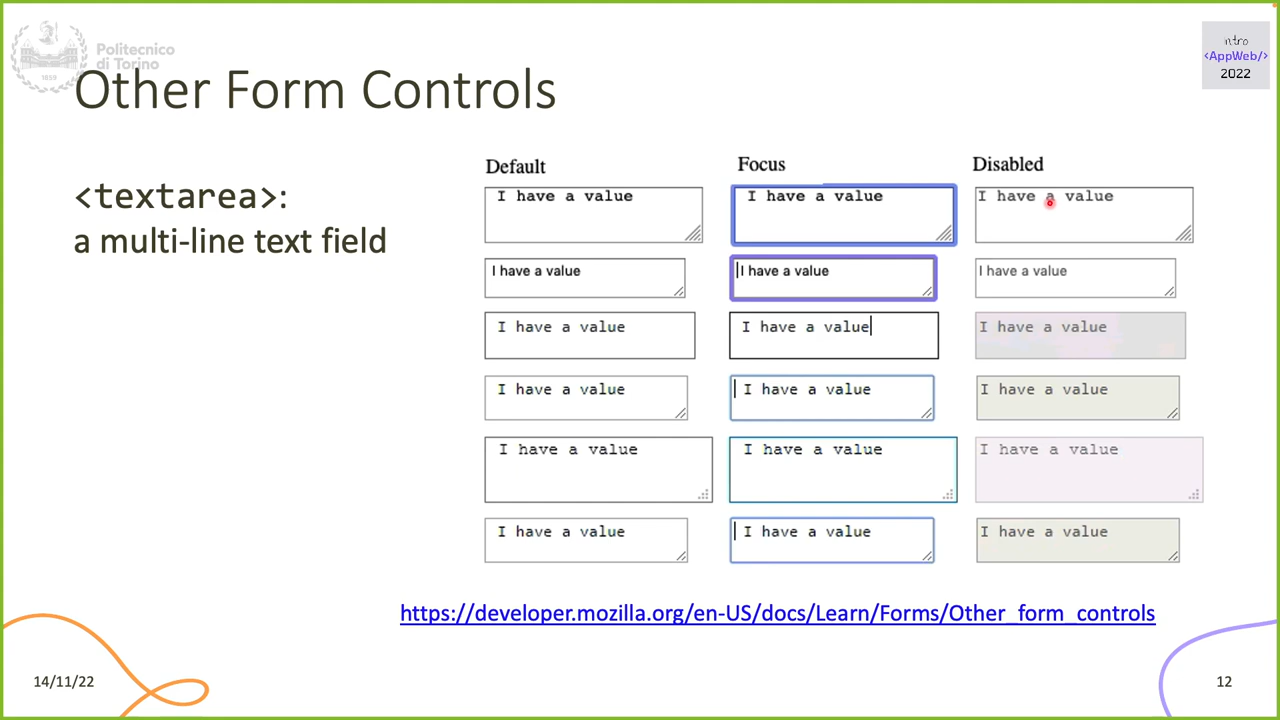 Politecnico
di Torino
1859
intro
<AppWeb/>
2022
Other Form Controls
<textarea>:
a multi-line text field
Default Focus Disabled
I have a value I have a value I have a value
I have a value I have a value I have a value
I have a value I have a value I have a value
I have a value I have a value I have a value
I have a value I have a value I have a value
I have a value I have a value I have a value
https://developer.mozilla.org/en-US/docs/Learn/Forms/Other_form_controls
14/11/22 12